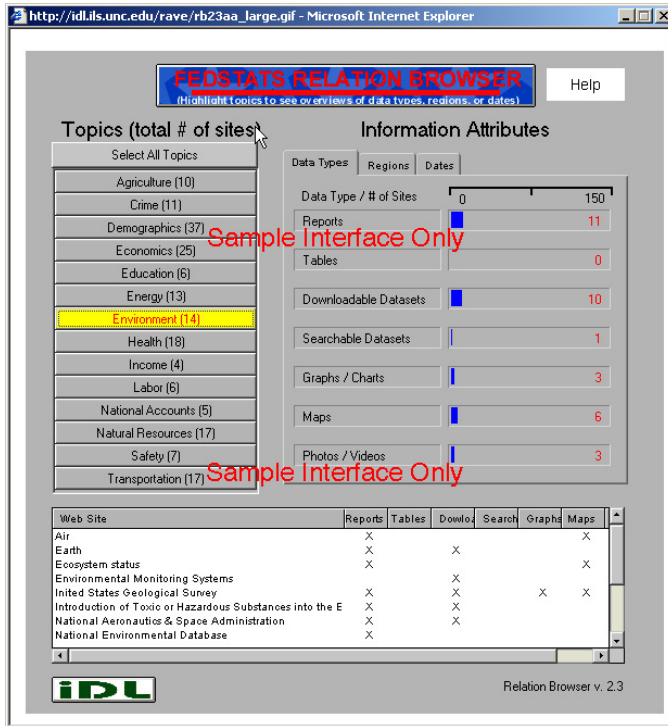 http://idl.ils.unc.edu/rave/rb23aa_large.gif - Microsoft Internet Explorer
FEDSTATS RELATION BROWSER
(Highlight topics to see overviews of data types, regions, or dates)
Help
Topics (total # of sites)
Information Attributes
Select All Topics
Agriculture (10)
Crime (11)
Demographics (37)
Economics (25)
Education (6)
Energy (13)
Environment (14)
Health (18)
Income (4)
Labor (6)
National Accounts (5)
Natural Resources (17)
Safety (7)
Transportation (17)
Data Types Regions Dates
Data Type / # of Sites 0 150
Reports 11
Sample Interface Only
Tables 0
Downloadable Datasets 10
Searchable Datasets 1
Graphs / Charts 3
Maps 6
Photos / Videos 3
Sample Interface Only
Web Site Reports Tables Dowloa Search Graphs Maps
Air X X
Earth X X
Ecosystem status X X
Environmental Monitoring Systems X
Inited States Geological Survey X X X X
Introduction of Toxic or Hazardous Substances into the E X X
National Aeronautics & Space Administration X X
National Environmental Database X
iDL
Relation Browser v. 2.3